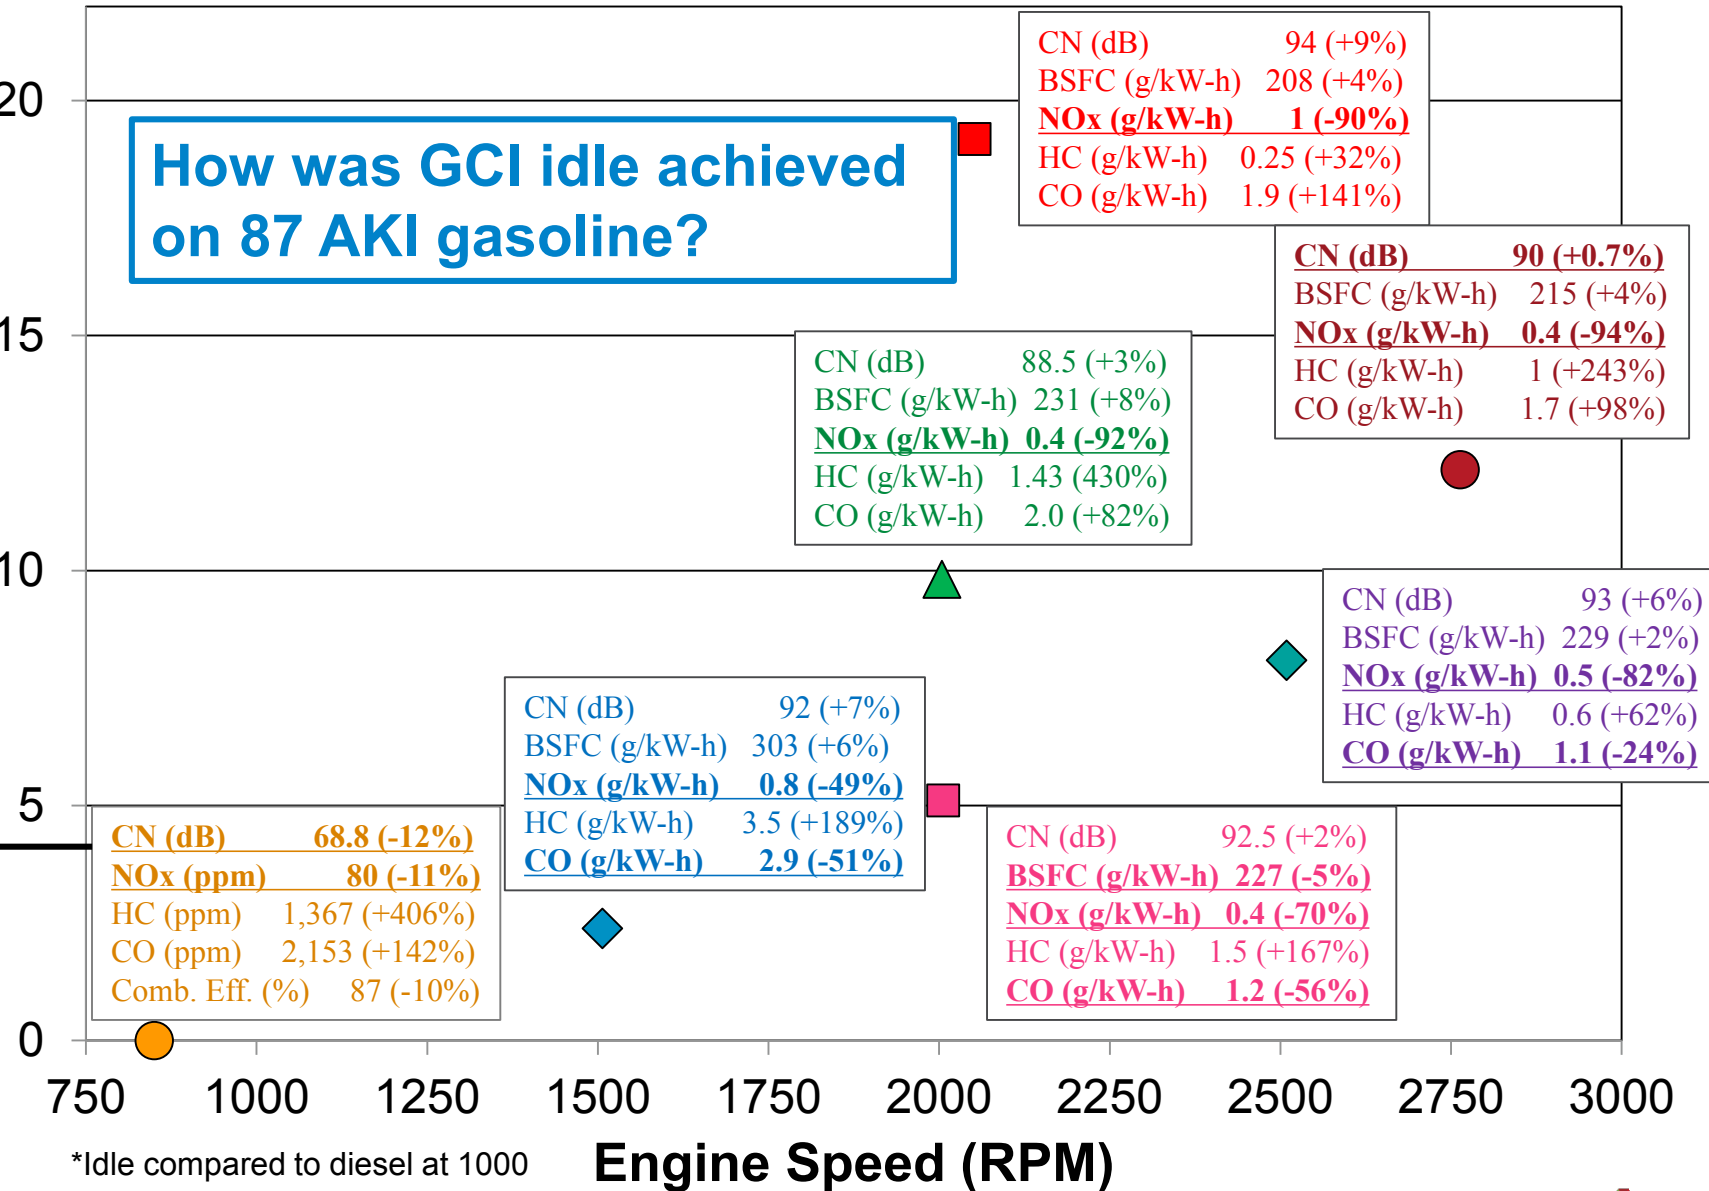 CN (dB) 94 (+9%)
BSFC (g/kW-h) 208 (+4%)
NOx (g/kW-h) 1 (-90%)
HC (g/kW-h) 0.25 (+32%)
CO (g/kW-h) 1.9 (+141%)
20
How was GCI idle achieved
on 87 AKI gasoline?
CN (dB) 90 (+0.7%)
BSFC (g/kW-h) 215 (+4%)
NOx (g/kW-h) 0.4 (-94%)
HC (g/kW-h) 1 (+243%)
CO (g/kW-h) 1.7 (+98%)
15
CN (dB) 88.5 (+3%)
BSFC (g/kW-h) 231 (+8%)
NOx (g/kW-h) 0.4 (-92%)
HC (g/kW-h) 1.43 (430%)
CO (g/kW-h) 2.0 (+82%)
10
CN (dB) 93 (+6%)
BSFC (g/kW-h) 229 (+2%)
NOx (g/kW-h) 0.5 (-82%)
HC (g/kW-h) 0.6 (+62%)
CO (g/kW-h) 1.1 (-24%)
CN (dB) 92 (+7%)
BSFC (g/kW-h) 303 (+6%)
NOx (g/kW-h) 0.8 (-49%)
HC (g/kW-h) 3.5 (+189%)
CO (g/kW-h) 2.9 (-51%)
5
CN (dB) 68.8 (-12%)
NOx (ppm) 80 (-11%)
HC (ppm) 1,367 (+406%)
CO (ppm) 2,153 (+142%)
Comb. Eff. (%) 87 (-10%)
CN (dB) 92.5 (+2%)
BSFC (g/kW-h) 227 (-5%)
NOx (g/kW-h) 0.4 (-70%)
HC (g/kW-h) 1.5 (+167%)
CO (g/kW-h) 1.2 (-56%)
0
750 1000 1250 1500 1750 2000 2250 2500 2750 3000
*Idle compared to diesel at 1000
Engine Speed (RPM)